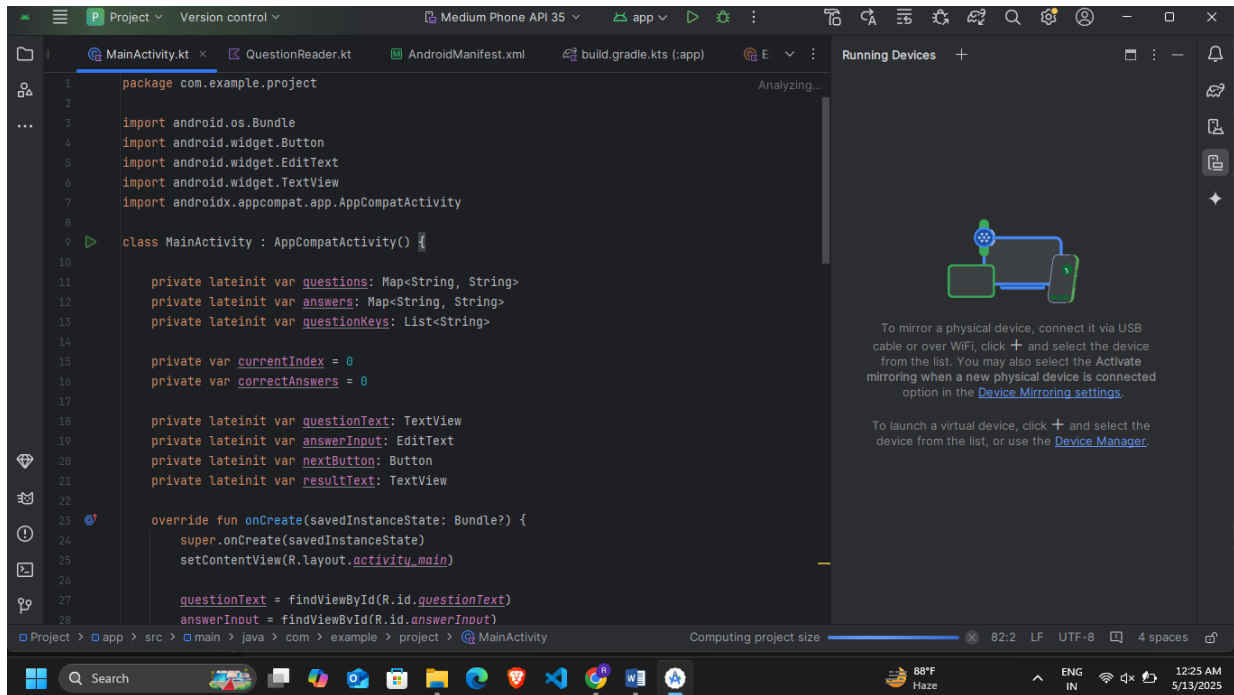 P Project Version control Medium Phone API 35 app
MainActivity.kt QuestionReader.kt AndroidManifest.xml build.gradle.kts (:app) Running Devices
1 package com.example.project Analyzing...
2
3 import android.os.Bundle
4 import android.widget.Button
5 import android.widget.EditText
6 import android.widget.TextView
7 import androidx.appcompat.app.AppCompatActivity
8
9 class MainActivity : AppCompatActivity() {
10
11 private lateinit var questions: Map<String, String>
12 private lateinit var answers: Map<String, String>
13 private lateinit var questionKeys: List<String>
14
15 private var currentIndex = 0
16 private var correctAnswers = 0
17
18 private lateinit var questionText: TextView
19 private lateinit var answerInput: EditText
20 private lateinit var nextButton: Button
21 private lateinit var resultText: TextView
22
23 override fun onCreate(savedInstanceState: Bundle?) {
24 super.onCreate(savedInstanceState)
25 setContentView(R.layout.activity_main)
26
27 questionText = findViewById(R.id.questionText)
28 answerInput = findViewById(R.id.answerInput)
To mirror a physical device, connect it via USB
cable or over WiFi, click + and select the device
from the list. You may also select the Activate
mirroring when a new physical device is connected
option in the Device Mirroring settings.
To launch a virtual device, click + and select the
device from the list, or use the Device Manager.
Project > app > src > main > java > com > example > project > MainActivity Computing project size 82:2 LF UTF-8 4 spaces
Search 88°F Haze ENG IN 12:25 AM 5/13/2025